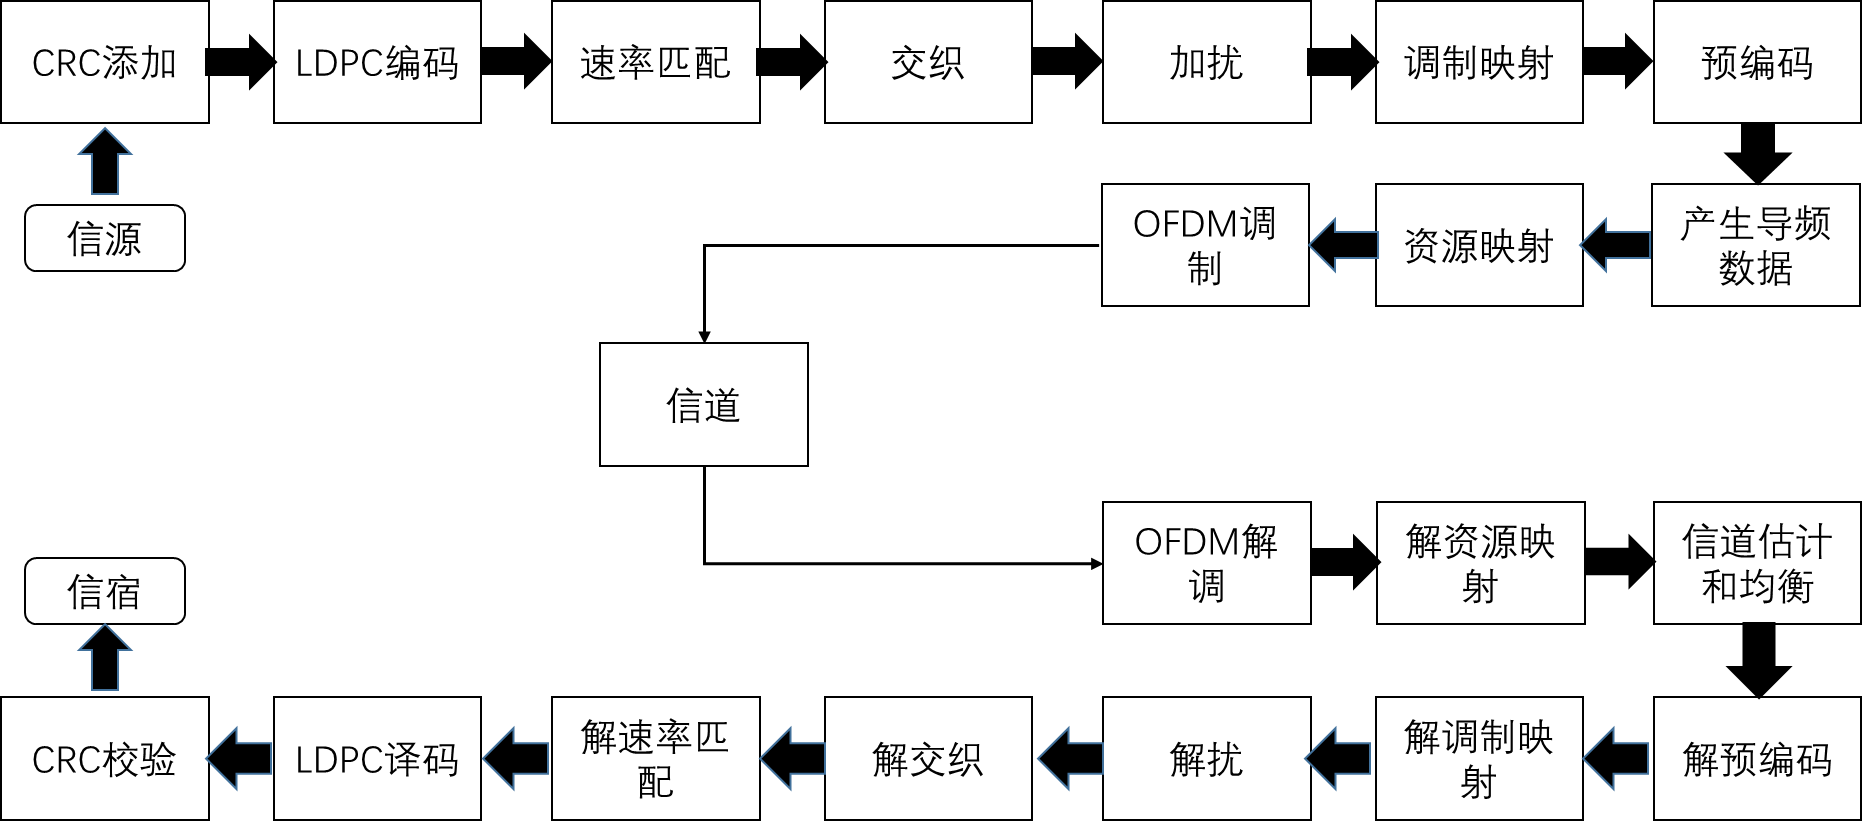 CRC添加
LDPC编码
速率匹配
交织
加扰
调制映射
预编码
信源
OFDM调
制
资源映射
产生导频
数据
信道
OFDM解
调
解资源映
射
信道估计
和均衡
信宿
CRC校验
LDPC译码
解速率匹
配
解交织
解扰
解调制映
射
解预编码